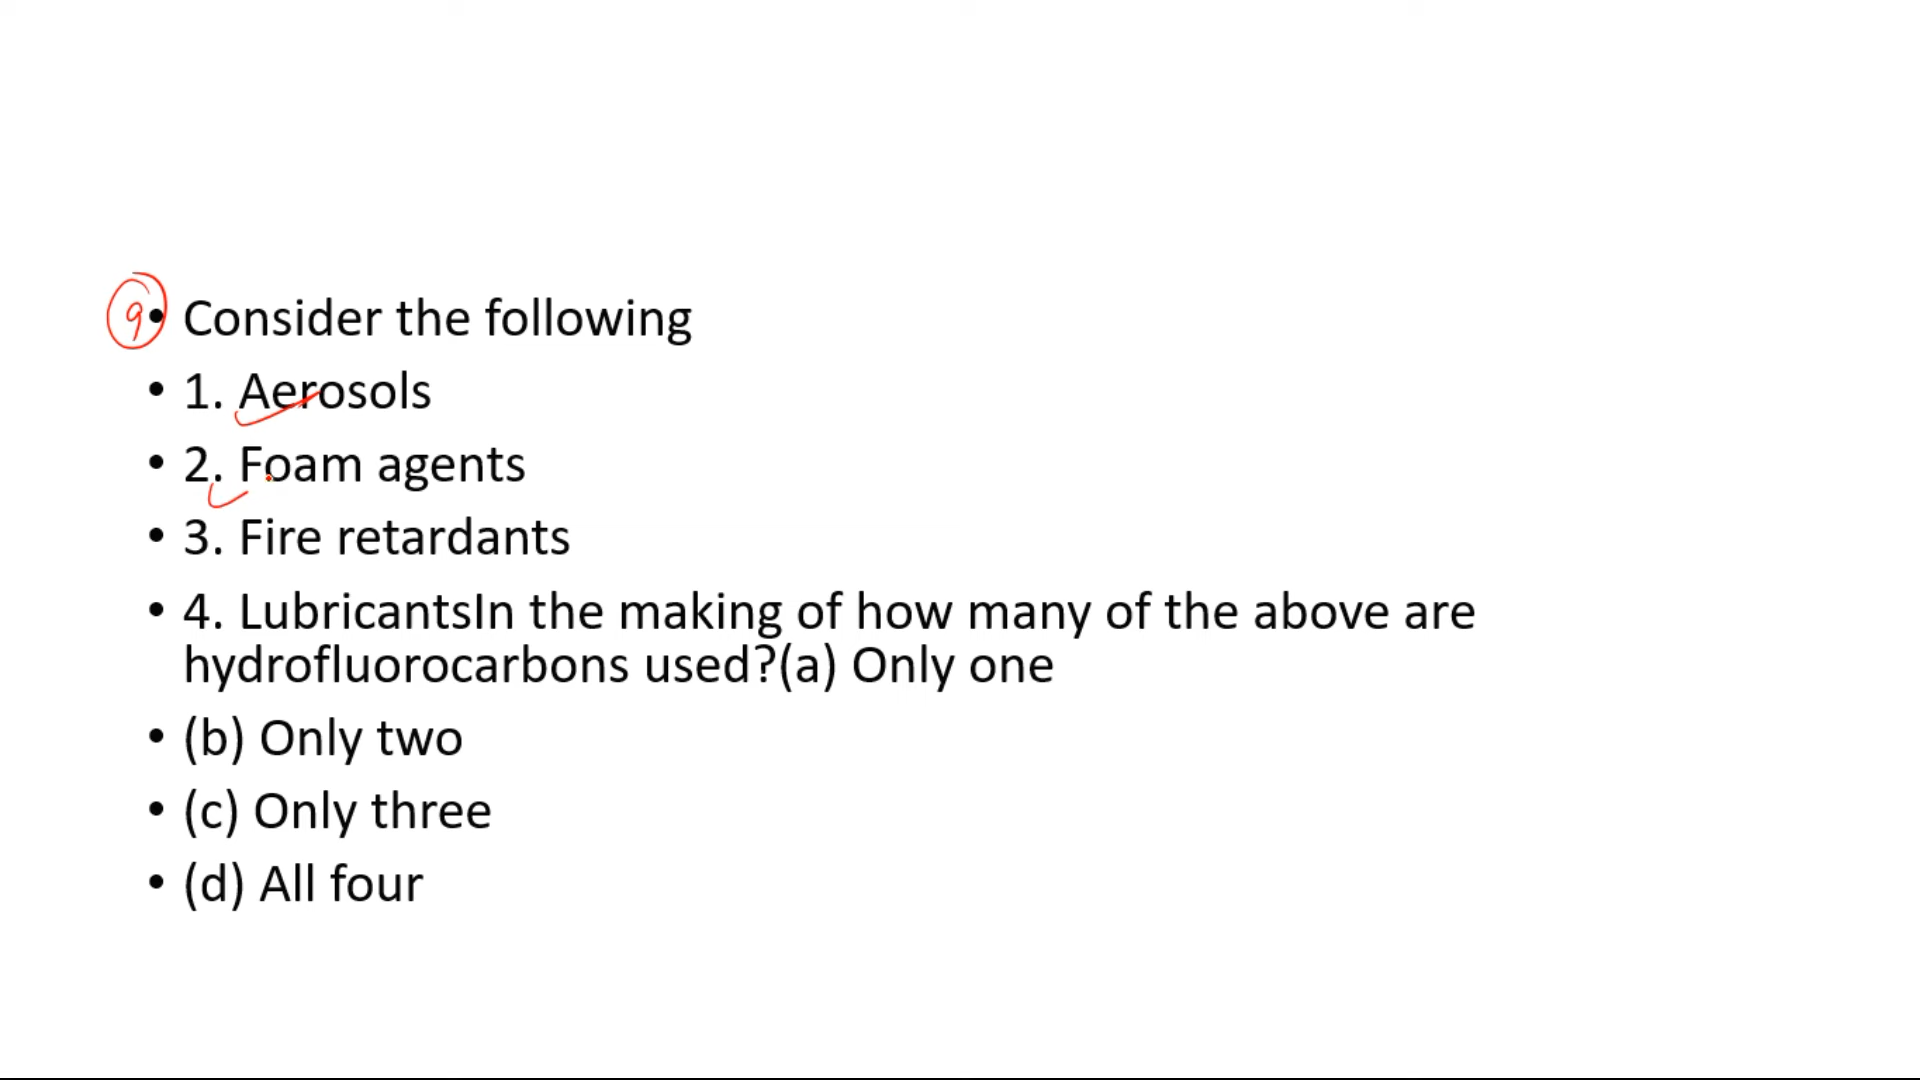 9 • Consider the following
• 1. Aerosols
• 2. Foam agents
• 3. Fire retardants
• 4. LubricantsIn the making of how many of the above are
hydrofluorocarbons used?(a) Only one
• (b) Only two
• (c) Only three
• (d) All four